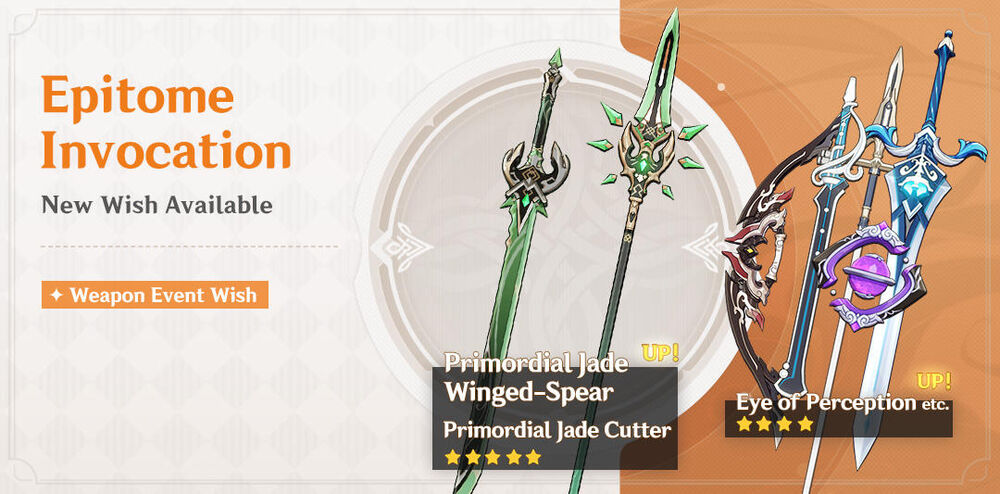 Epitome
Invocation
New Wish Available
✦ Weapon Event Wish
UP!
Primordial Jade
Winged-Spear
Primordial Jade Cutter
UP!
Eye of Perception etc.